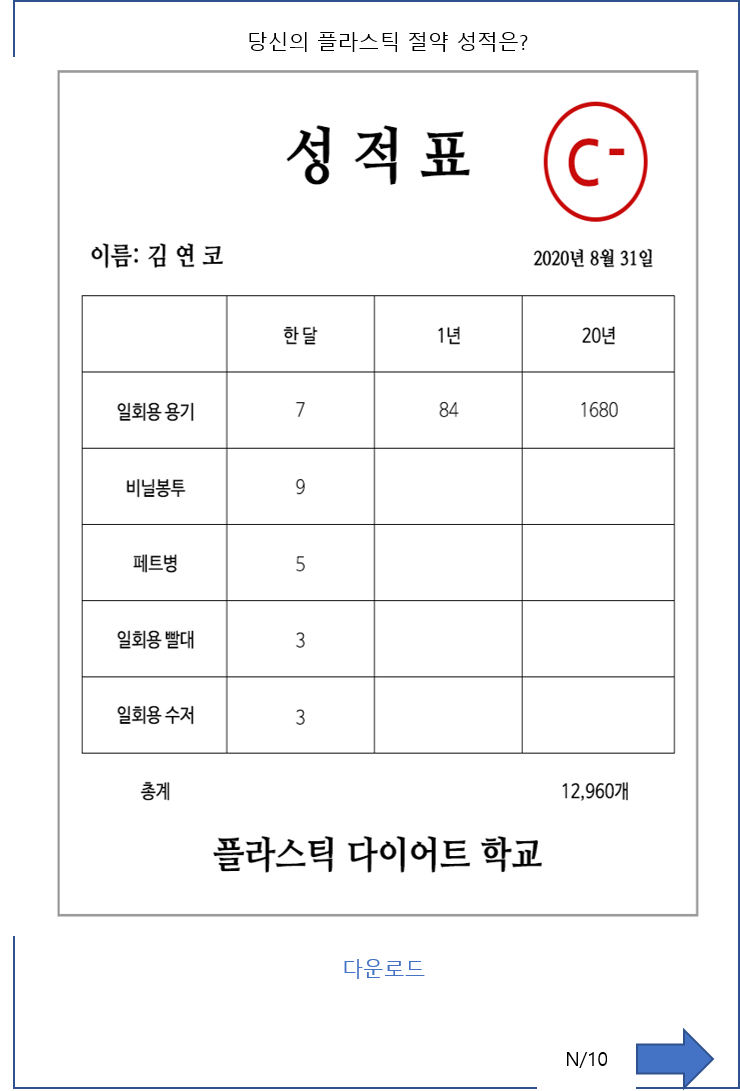 당신의 플라스틱 절약 성적은?
성 적 표
C-
이름: 김 연 코
2020년 8월 31일
한 달 1년 20년
일회용 용기 7 84 1680
비닐봉투 9
페트병 5
일회용 빨대 3
일회용 수저 3
총계 12,960개
플라스틱 다이어트 학교
다운로드
N/10